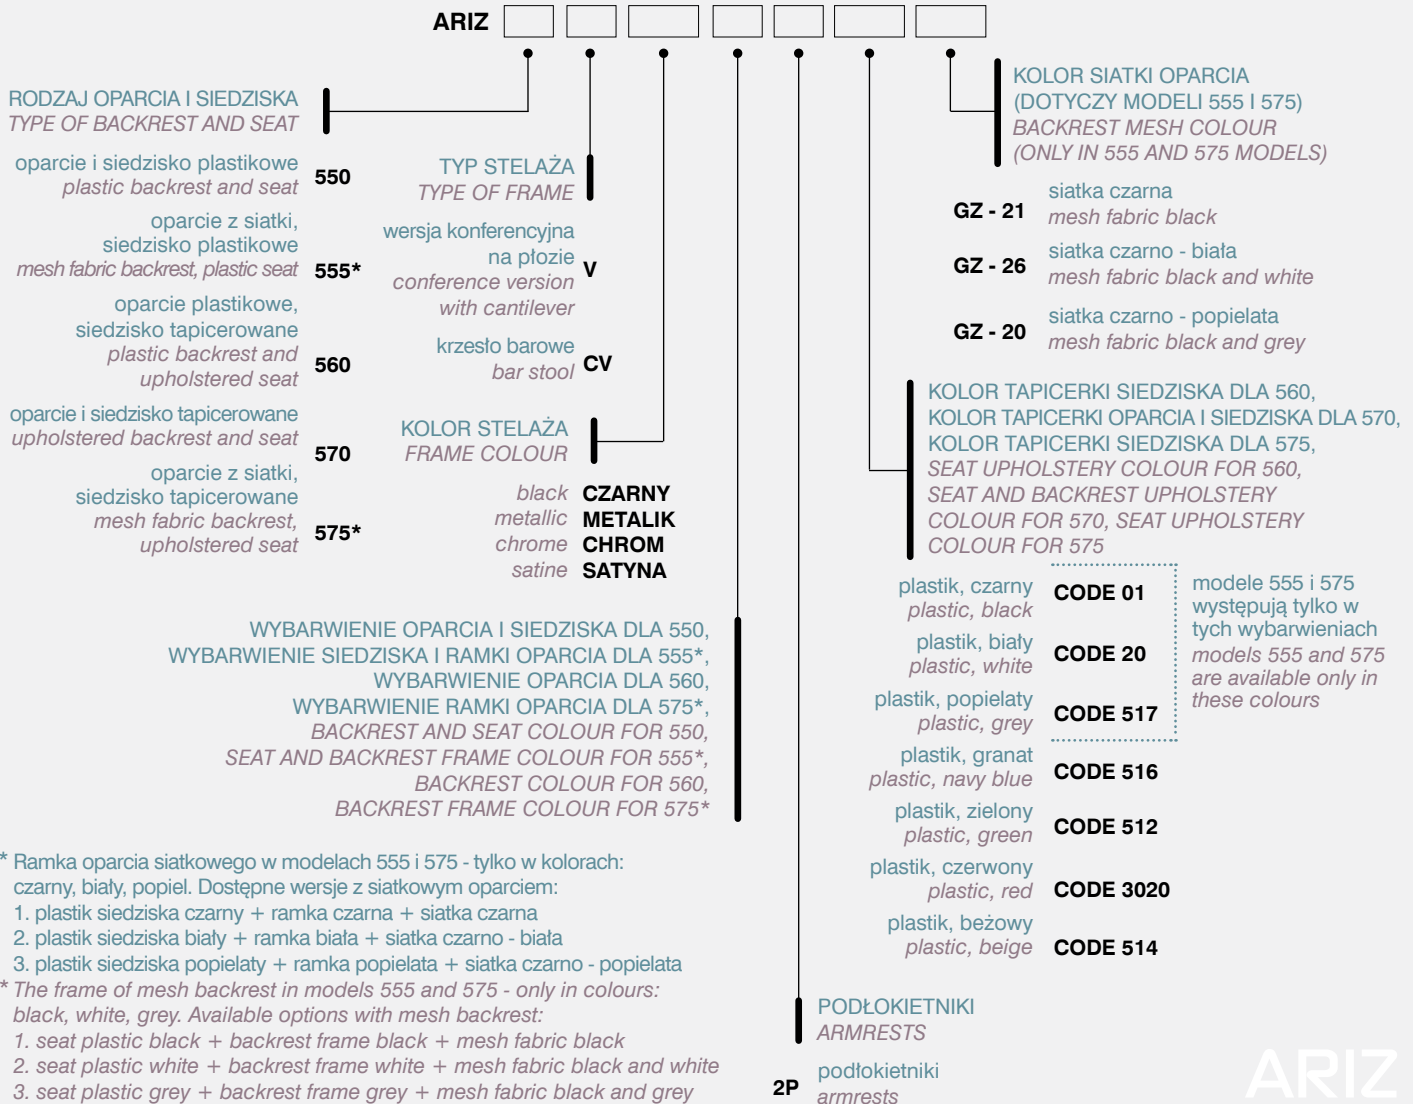 ARIZ
RODZAJ OPARCIA I SIEDZISKA
TYPE OF BACKREST AND SEAT
oparcie i siedzisko plastikowe
plastic backrest and seat
550
oparcie z siatki,
siedzisko plastikowe
mesh fabric backrest, plastic seat
555*
oparcie plastikowe,
siedzisko tapicerowane
plastic backrest and
upholstered seat
560
oparcie i siedzisko tapicerowane
upholstered backrest and seat
570
oparcie z siatki,
siedzisko tapicerowane
mesh fabric backrest,
upholstered seat
575*
TYP STELAŻA
TYPE OF FRAME
wersja konferencyjna
na płozie
conference version
with cantilever
V
krzesło barowe
bar stool
CV
KOLOR STELAŻA
FRAME COLOUR
black CZARNY
metallic METALIK
chrome CHROM
satine SATYNA
WYBARWIENIE OPARCIA I SIEDZISKA DLA 550,
WYBARWIENIE SIEDZISKA I RAMKI OPARCIA DLA 555*,
WYBARWIENIE OPARCIA DLA 560,
WYBARWIENIE RAMKI OPARCIA DLA 575*,
BACKREST AND SEAT COLOUR FOR 550,
SEAT AND BACKREST FRAME COLOUR FOR 555*,
BACKREST COLOUR FOR 560,
BACKREST FRAME COLOUR FOR 575*
* Ramka oparcia siatkowego w modelach 555 i 575 - tylko w kolorach:
czarny, biały, popiel. Dostępne wersje z siatkowym oparciem:
1. plastik siedziska czarny + ramka czarna + siatka czarna
2. plastik siedziska biały + ramka biała + siatka czarno - biała
3. plastik siedziska popielaty + ramka popielata + siatka czarno - popielata
* The frame of mesh backrest in models 555 and 575 - only in colours:
black, white, grey. Available options with mesh backrest:
1. seat plastic black + backrest frame black + mesh fabric black
2. seat plastic white + backrest frame white + mesh fabric black and white
3. seat plastic grey + backrest frame grey + mesh fabric black and grey
KOLOR SIATKI OPARCIA
(DOTYCZY MODELI 555 I 575)
BACKREST MESH COLOUR
(ONLY IN 555 AND 575 MODELS)
GZ - 21
siatka czarna
mesh fabric black
GZ - 26
siatka czarno - biała
mesh fabric black and white
GZ - 20
siatka czarno - popielata
mesh fabric black and grey
KOLOR TAPICERKI SIEDZISKA DLA 560,
KOLOR TAPICERKI OPARCIA I SIEDZISKA DLA 570,
KOLOR TAPICERKI SIEDZISKA DLA 575,
SEAT UPHOLSTERY COLOUR FOR 560,
SEAT AND BACKREST UPHOLSTERY
COLOUR FOR 570, SEAT UPHOLSTERY
COLOUR FOR 575
plastik, czarny
plastic, black
CODE 01
plastik, biały
plastic, white
CODE 20
plastik, popielaty
plastic, grey
CODE 517
modele 555 i 575
występują tylko w
tych wybarwieniach
models 555 and 575
are available only in
these colours
plastik, granat
plastic, navy blue
CODE 516
plastik, zielony
plastic, green
CODE 512
plastik, czerwony
plastic, red
CODE 3020
plastik, beżowy
plastic, beige
CODE 514
PODŁOKIETNIKI
ARMRESTS
2P
podłokietniki
armrests
ARIZ